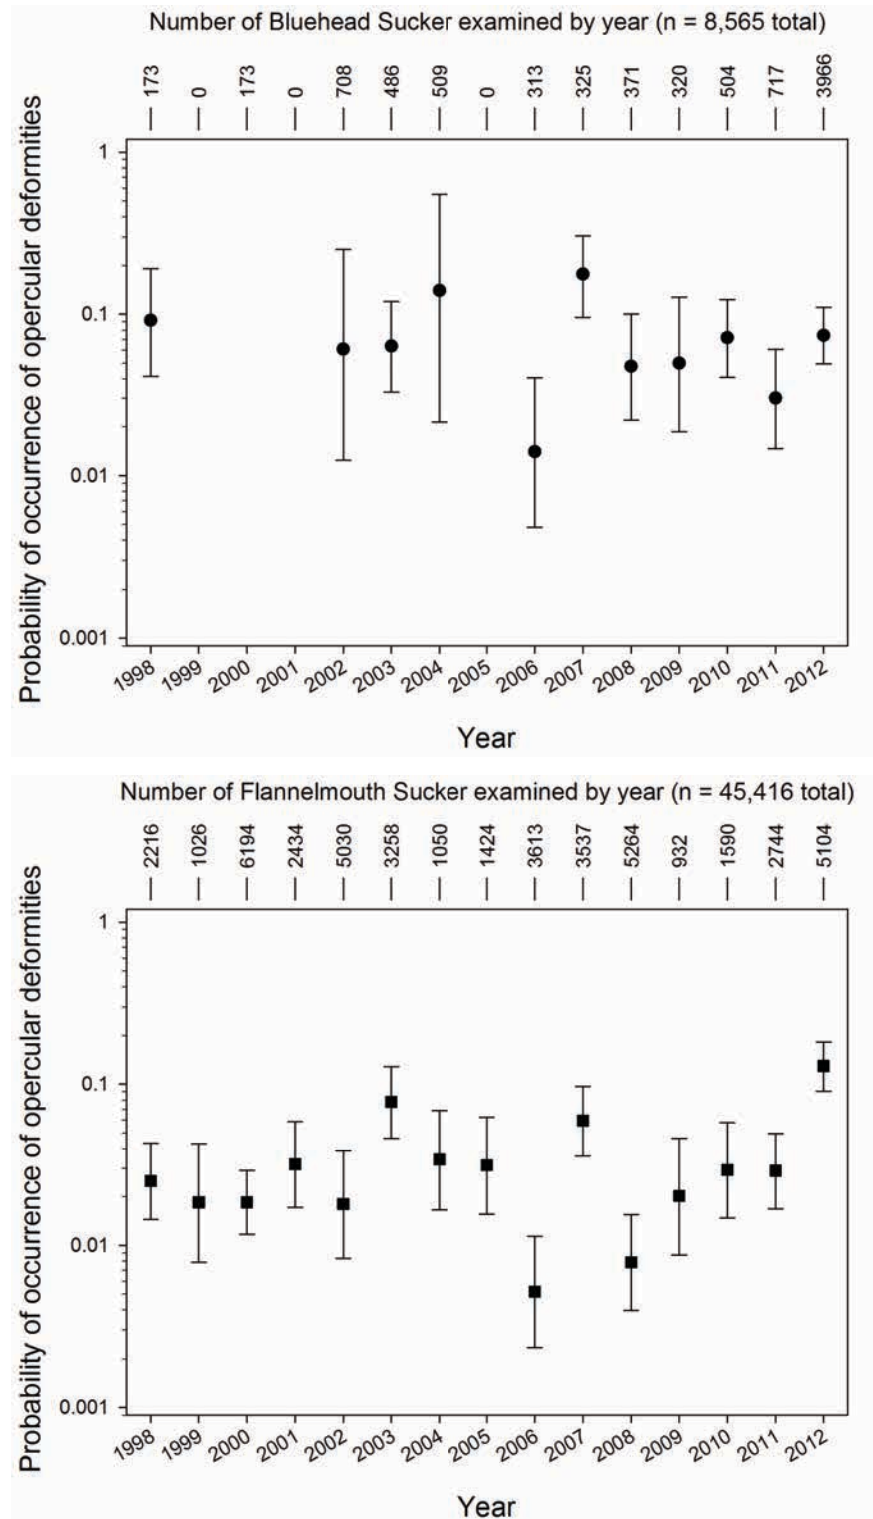 Number of Bluehead Sucker examined by year (n = 8,565 total)
173 0 173 0 708 486 509 0 313 325 371 320 504 717 3966
Probability of occurrence of opercular deformities
1
0.1
0.01
0.001
1998 1999 2000 2001 2002 2003 2004 2005 2006 2007 2008 2009 2010 2011 2012
Year
Number of Flannelmouth Sucker examined by year (n = 45,416 total)
2216 1026 6194 2434 5030 3258 1050 1424 3613 3537 5264 932 1590 2744 5104
Probability of occurrence of opercular deformities
1
0.1
0.01
0.001
1998 1999 2000 2001 2002 2003 2004 2005 2006 2007 2008 2009 2010 2011 2012
Year